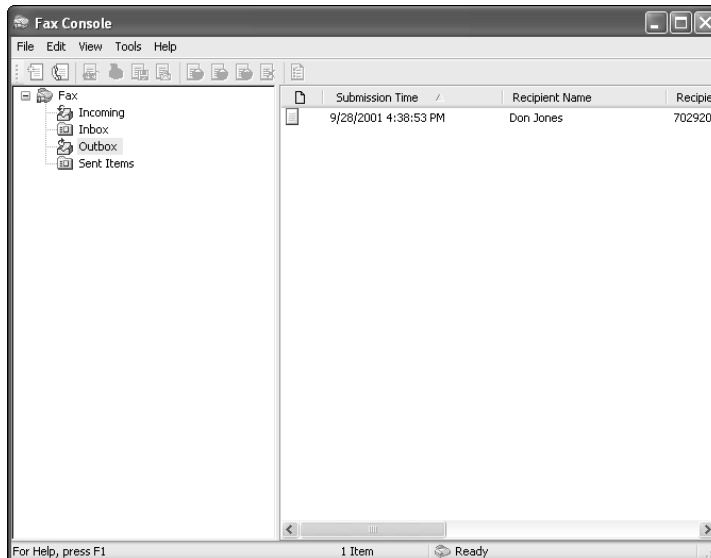 Fax Console
File Edit View Tools Help
Fax
Incoming
Inbox
Outbox
Sent Items
Submission Time Recipient Name Recipie
9/28/2001 4:38:53 PM Don Jones 702920
For Help, press F1 1 Item Ready